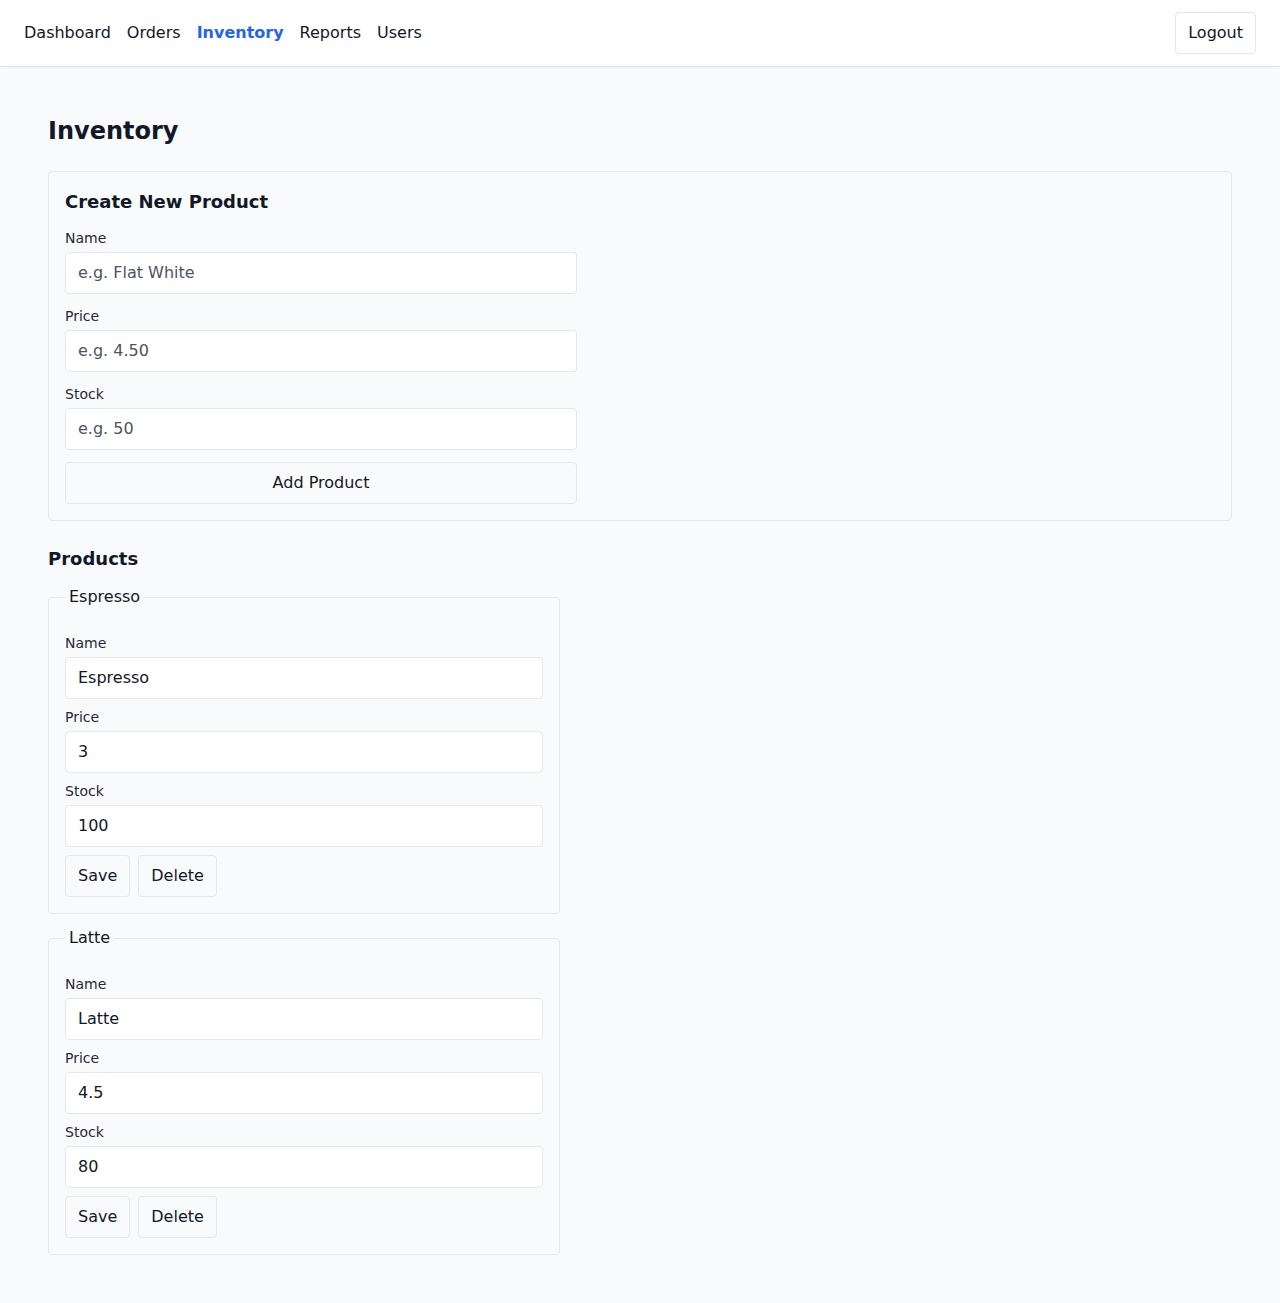 Dashboard Orders Inventory Reports Users Logout
Inventory
Create New Product
Name
e.g. Flat White
Price
e.g. 4.50
Stock
e.g. 50
Add Product
Products
Espresso
Name
Espresso
Price
3
Stock
100
Save Delete
Latte
Name
Latte
Price
4.5
Stock
80
Save Delete